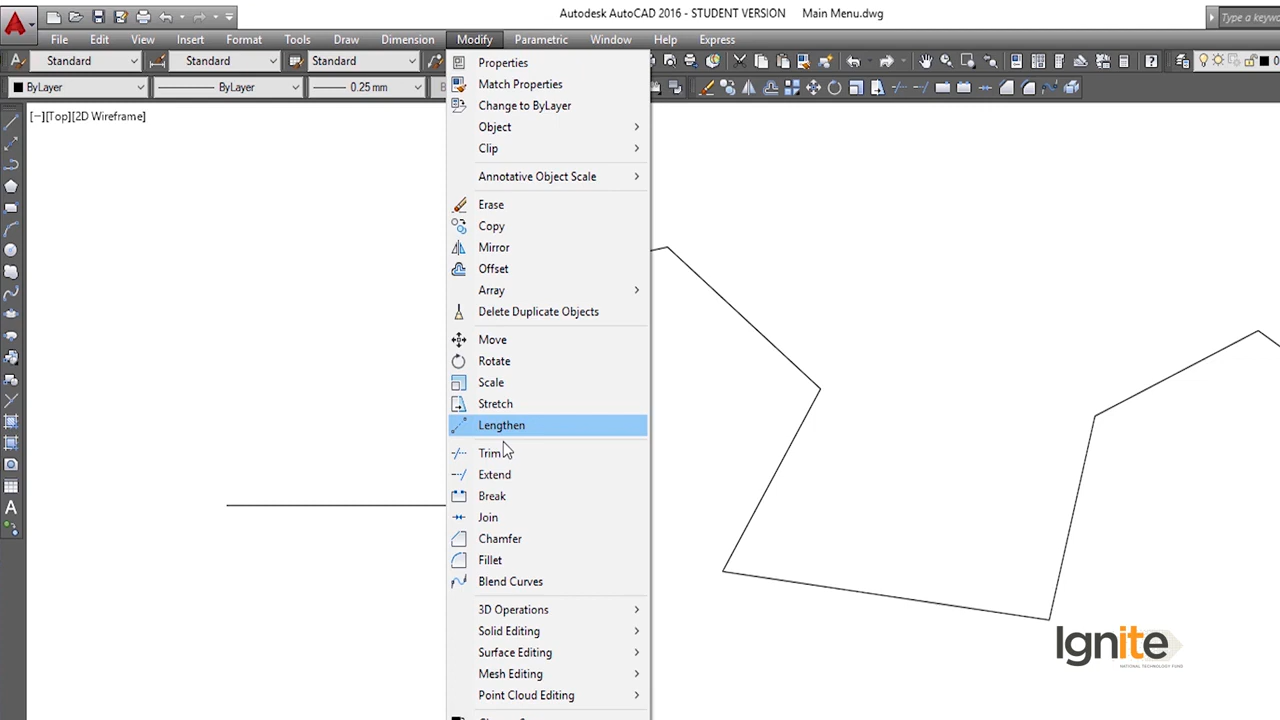 Autodesk AutoCAD 2016 - STUDENT VERSION Main Menu.dwg
Type a keyw
File Edit View Insert Format Tools Draw Dimension Modify Parametric Window Help Express
Standard Standard Standard
ByLayer ByLayer 0.25 mm
[−][Top][2D Wireframe]
Properties
Match Properties
Change to ByLayer
Object
Clip
Annotative Object Scale
Erase
Copy
Mirror
Offset
Array
Delete Duplicate Objects
Move
Rotate
Scale
Stretch
Lengthen
Trim
Extend
Break
Join
Chamfer
Fillet
Blend Curves
3D Operations
Solid Editing
Surface Editing
Mesh Editing
Point Cloud Editing
Ignite
NATIONAL TECHNOLOGY FUND